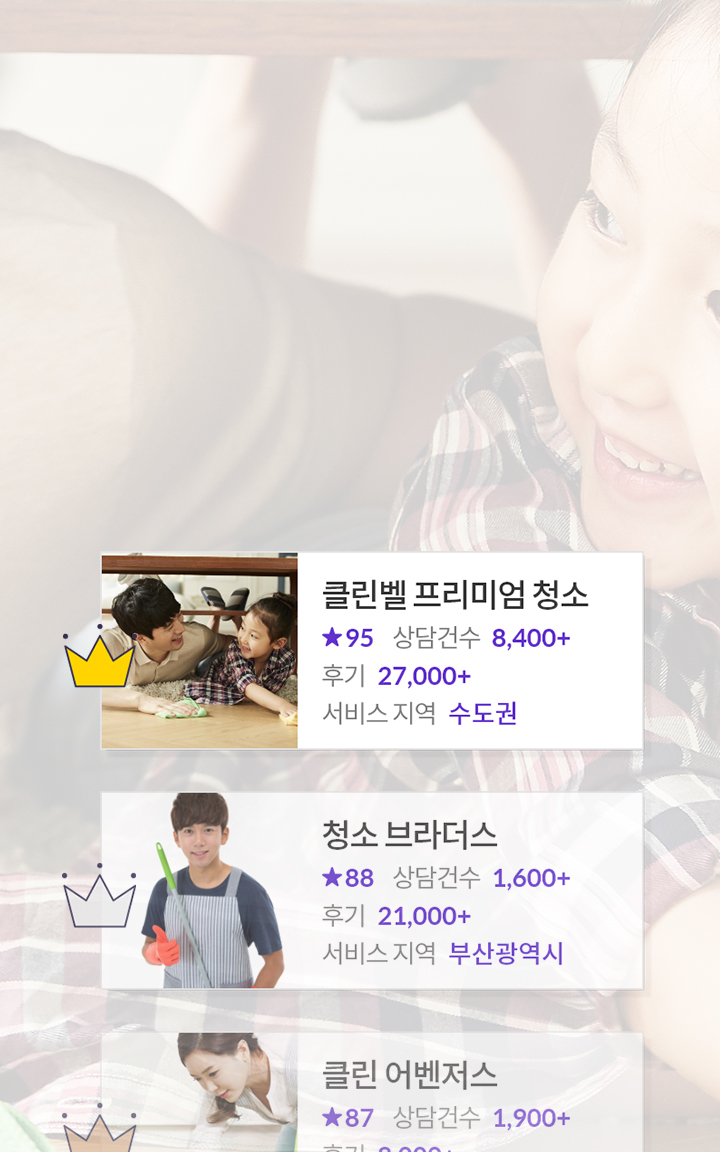 클린벨 프리미엄 청소
★95 상담건수 8,400+
후기 27,000+
서비스 지역 수도권
청소 브라더스
★88 상담건수 1,600+
후기 21,000+
서비스 지역 부산광역시
클린 어벤저스
★87 상담건수 1,900+
후기